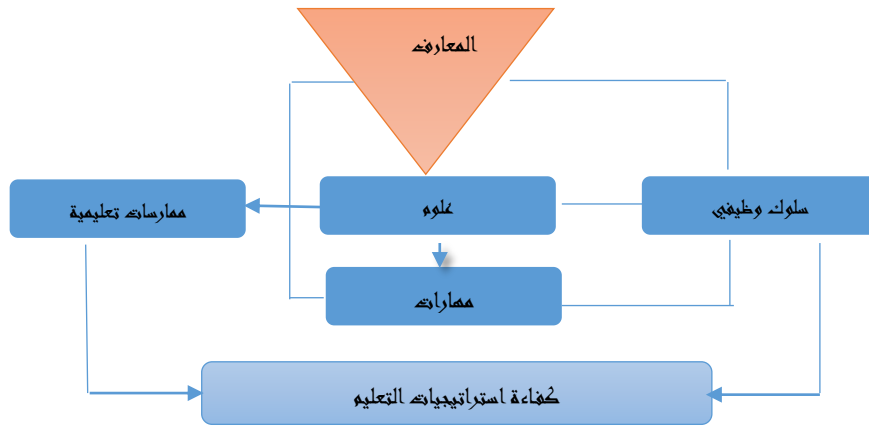 المعارف
سلوك وظيفي
علوم
ممارسات تعليمية
مهارات
كفاءة استراتيجيات التعليم